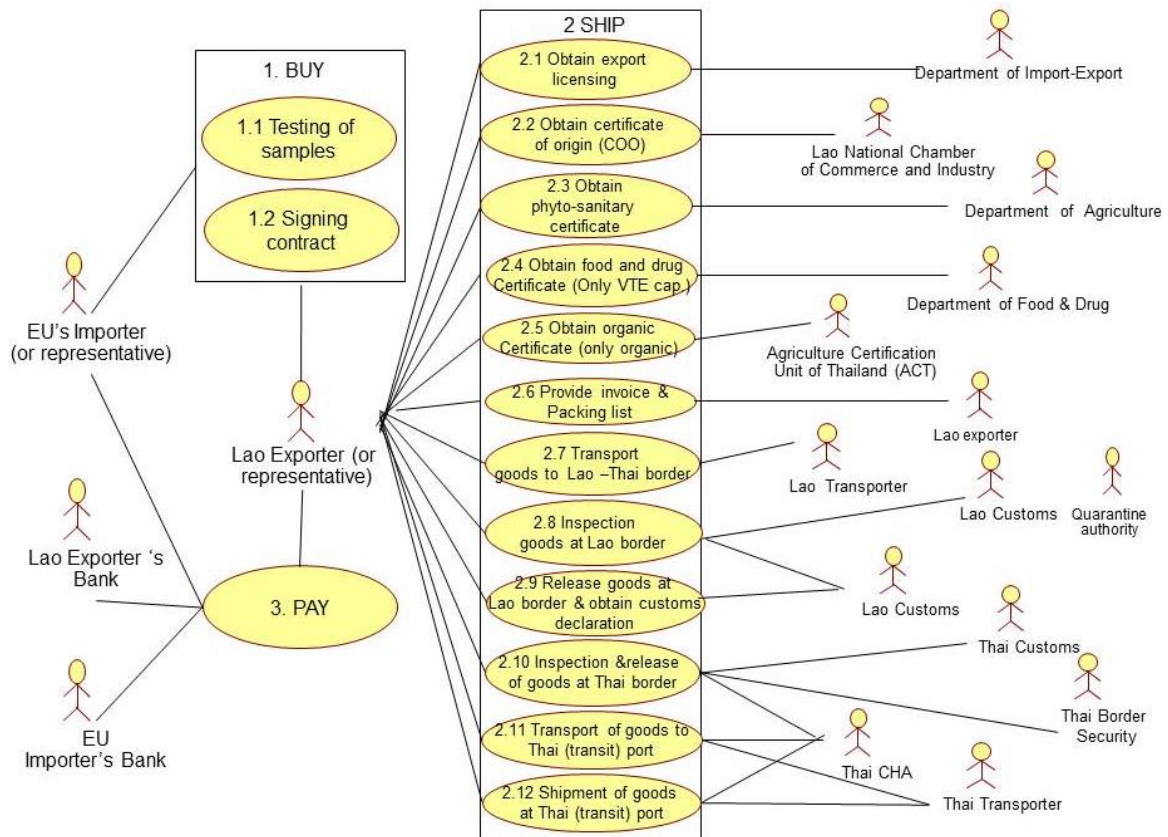 1. BUY
1.1 Testing of
samples
1.2 Signing
contract
EU's Importer
(or representative)
Lao Exporter (or
representative)
Lao Exporter ‘s
Bank
3. PAY
EU
Importer's Bank
2 SHIP
2.1 Obtain export
licensing
Department of Import-Export
2.2 Obtain certificate
of origin (COO)
Lao National Chamber
of Commerce and Industry
2.3 Obtain
phyto-sanitary
certificate
Department of Agriculture
2.4 Obtain food and drug
Certificate (Only VTE cap.)
Department of Food & Drug
2.5 Obtain organic
Certificate (only organic)
Agriculture Certification
Unit of Thailand (ACT)
2.6 Provide invoice &
Packing list
Lao exporter
2.7 Transport
goods to Lao –Thai border
Lao Transporter
2.8 Inspection
goods at Lao border
Lao Customs
Quarantine
authority
2.9 Release goods at
Lao border & obtain customs
declaration
Lao Customs
2.10 Inspection &release
of goods at Thai border
Thai Customs
Thai Border
Security
2.11 Transport of goods to
Thai (transit) port
Thai CHA
2.12 Shipment of goods
at Thai (transit) port
Thai Transporter